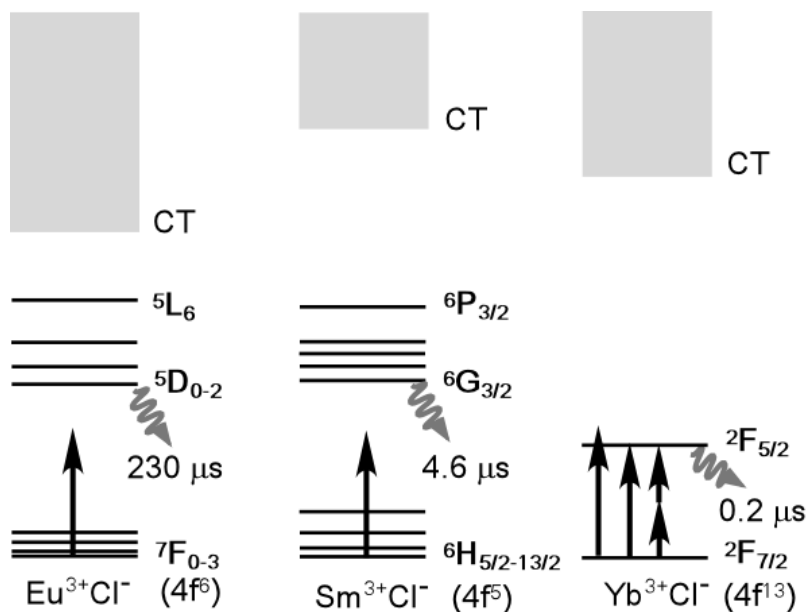 CT
⁵L₆
⁵D₀₋₂
230 μs
⁷F₀₋₃
Eu³⁺Cl⁻ (4f⁶)
CT
⁶P₃/₂
⁶G₃/₂
4.6 μs
⁶H₅/₂₋₁₃/₂
Sm³⁺Cl⁻ (4f⁵)
CT
²F₅/₂
0.2 μs
²F₇/₂
Yb³⁺Cl⁻ (4f¹³)